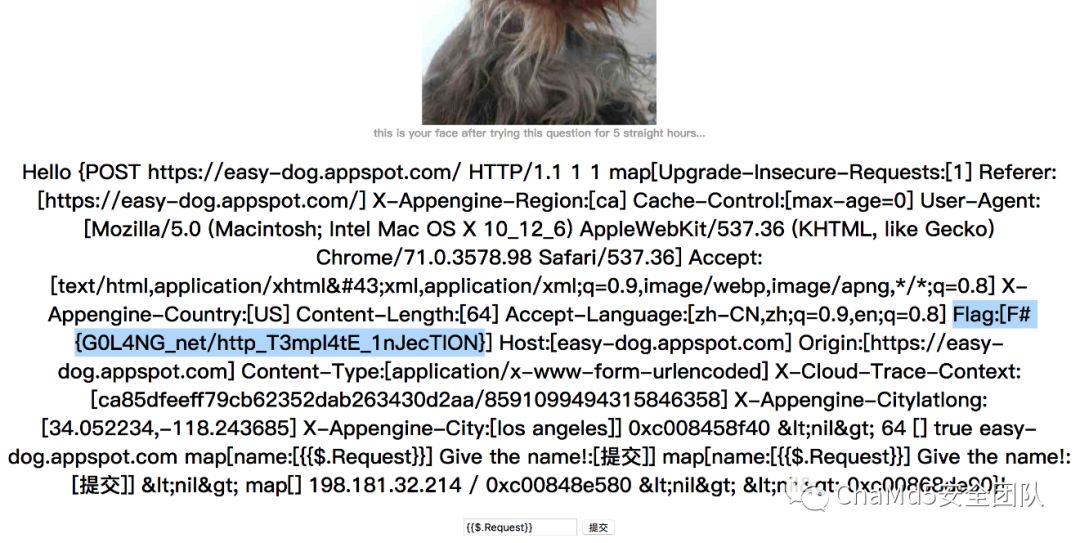 this is your face after trying this question for 5 straight hours...
Hello {POST https://easy-dog.appspot.com/ HTTP/1.1 1 1 map[Upgrade-Insecure-Requests:[1] Referer:
[https://easy-dog.appspot.com/] X-Appengine-Region:[ca] Cache-Control:[max-age=0] User-Agent:
[Mozilla/5.0 (Macintosh; Intel Mac OS X 10_12_6) AppleWebKit/537.36 (KHTML, like Gecko)
Chrome/71.0.3578.98 Safari/537.36] Accept:
[text/html,application/xhtml&#43;xml,application/xml;q=0.9,image/webp,image/apng,*/*;q=0.8] X-
Appengine-Country:[US] Content-Length:[64] Accept-Language:[zh-CN,zh;q=0.9,en;q=0.8] Flag:[F#
{G0L4NG_net/http_T3mpl4tE_1nJecTION}] Host:[easy-dog.appspot.com] Origin:[https://easy-
dog.appspot.com] Content-Type:[application/x-www-form-urlencoded] X-Cloud-Trace-Context:
[ca85dfeeff79cb62352dab263430d2aa/8591099494315846358] X-Appengine-Citylatlong:
[34.052234,-118.243685] X-Appengine-City:[los angeles]] 0xc008458f40 &lt;nil&gt; 64 [] true easy-
dog.appspot.com map[name:[{{$.Request}}] Give the name!:[提交]] map[name:[{{$.Request}}] Give the name!:
[提交]] &lt;nil&gt; map[] 198.181.32.214 / 0xc00848e580 &lt;nil&gt; &lt;nil&gt; 0xc00868de00}!
ChaMd5安全团队
{{$.Request}} 提交